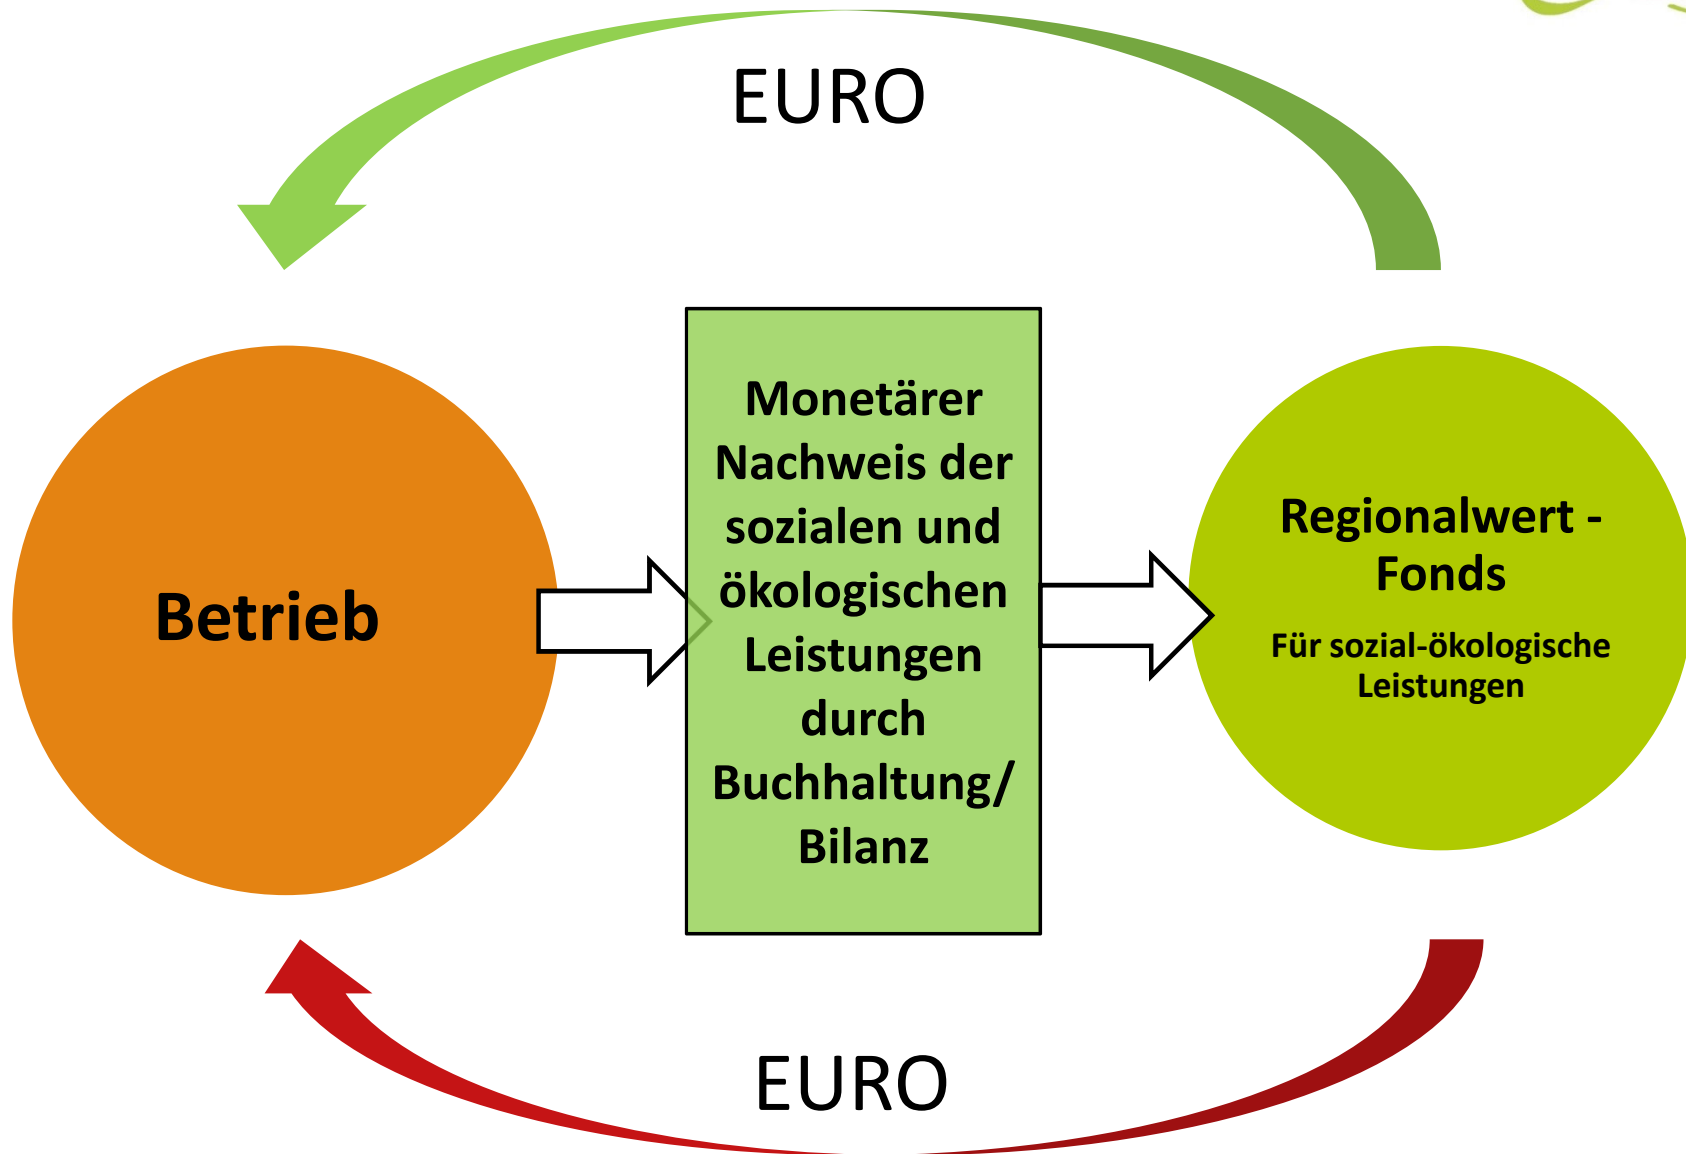 EURO
Betrieb
Monetärer
Nachweis der
sozialen und
ökologischen
Leistungen
durch
Buchhaltung/
Bilanz
Regionalwert -
Fonds
Für sozial-ökologische
Leistungen
EURO